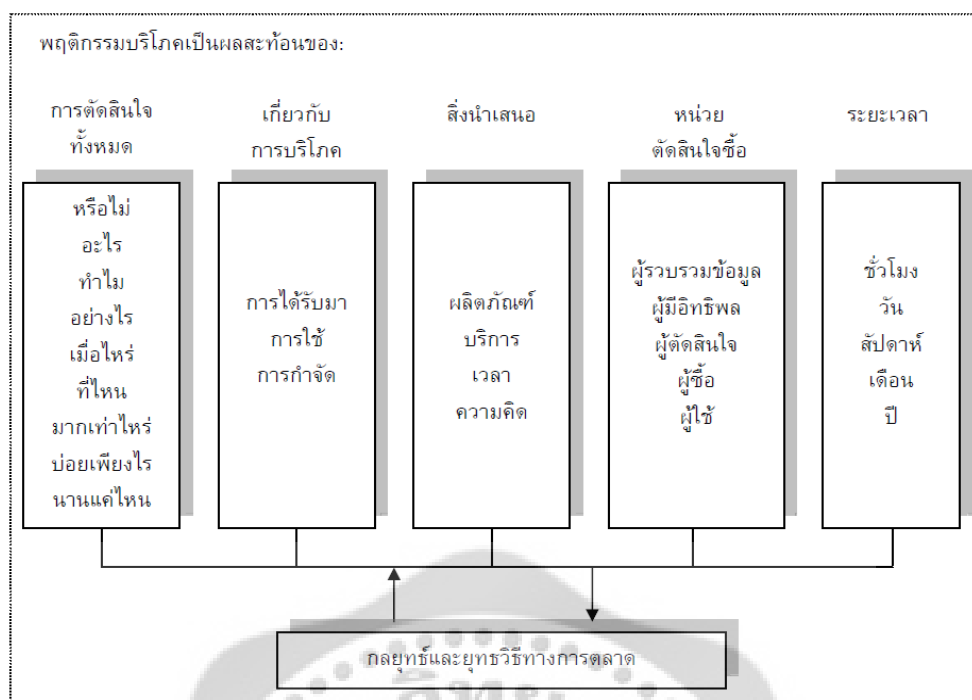 พฤติกรรมบริโภคเป็นผลสะท้อนของ:
การตัดสินใจ
ทั้งหมด
หรือไม่
อะไร
ทำไม
อย่างไร
เมื่อไหร่
ที่ไหน
มากเท่าไหร่
บ่อยเพียงไร
นานแค่ไหน
เกี่ยวกับ
การบริโภค
การได้รับมา
การใช้
การกำจัด
สิ่งนำเสนอ
ผลิตภัณฑ์
บริการ
เวลา
ความคิด
หน่วย
ตัดสินใจซื้อ
ผู้รวบรวมข้อมูล
ผู้มีอิทธิพล
ผู้ตัดสินใจ
ผู้ซื้อ
ผู้ใช้
ระยะเวลา
ชั่วโมง
วัน
สัปดาห์
เดือน
ปี
กลยุทธ์และยุทธวิธีทางการตลาด